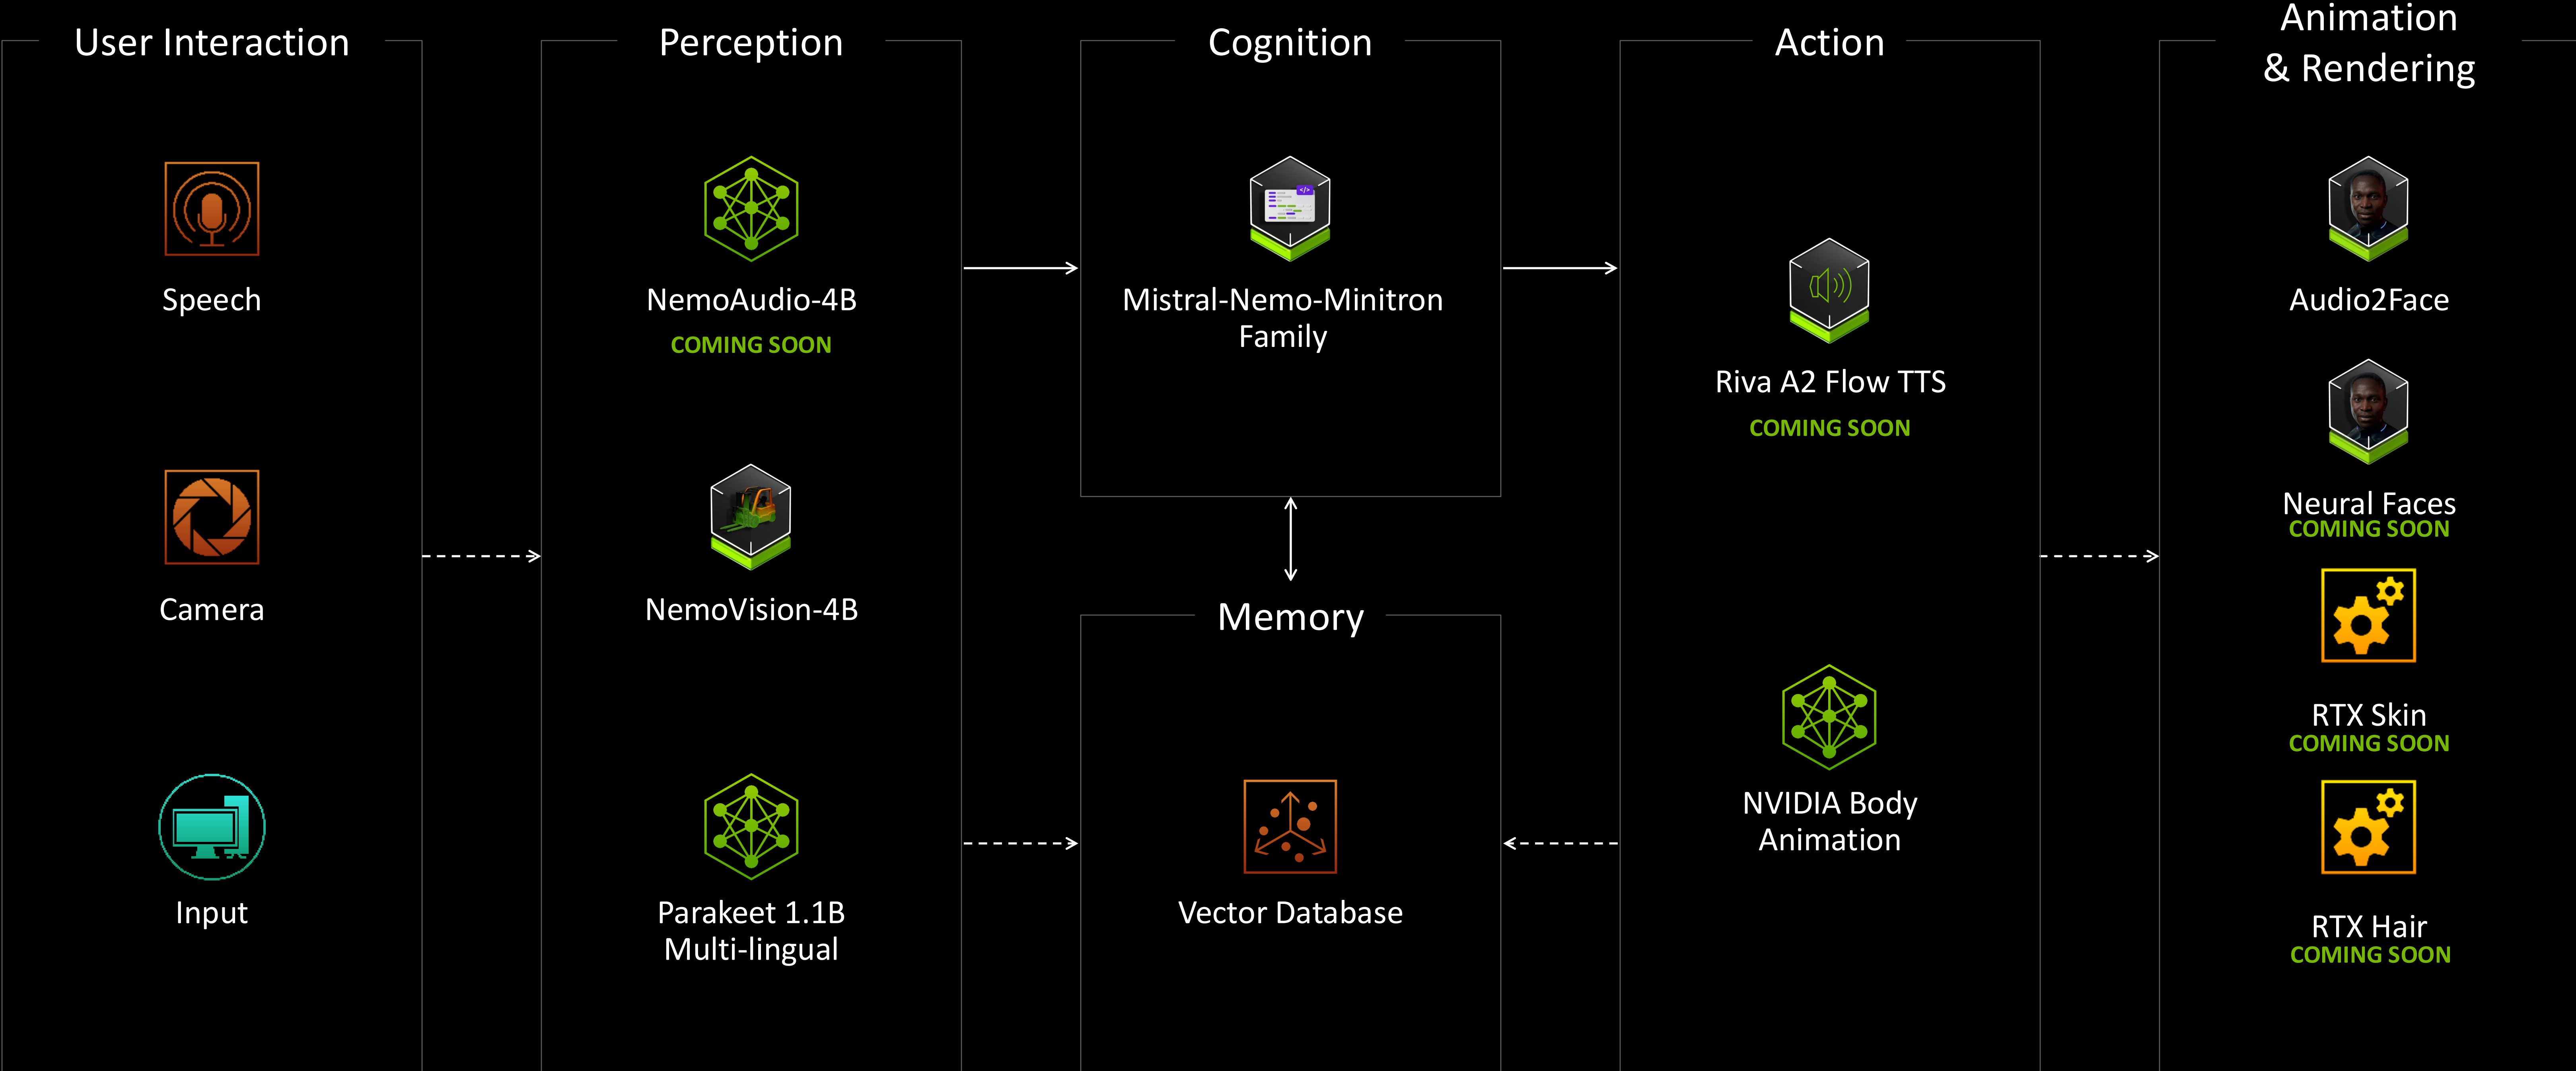 User Interaction
Speech
Camera
Input
Perception
NemoAudio-4B
COMING SOON
NemoVision-4B
Parakeet 1.1B
Multi-lingual
Cognition
Mistral-Nemo-Minitron
Family
Memory
Vector Database
Action
Riva A2 Flow TTS
COMING SOON
NVIDIA Body
Animation
Animation
& Rendering
Audio2Face
Neural Faces
COMING SOON
RTX Skin
COMING SOON
RTX Hair
COMING SOON